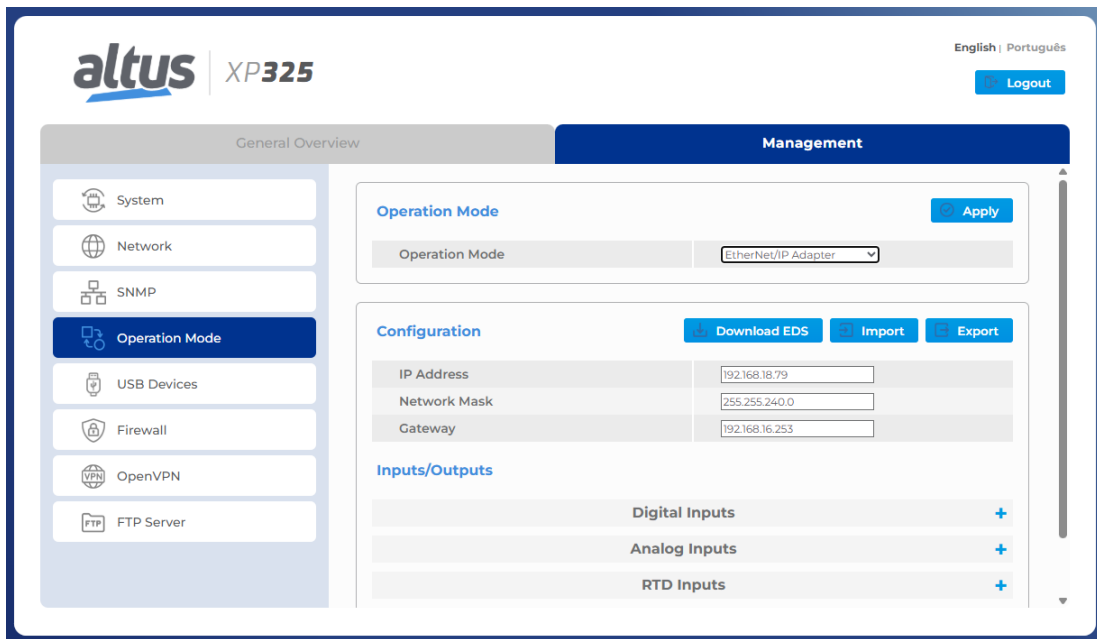 English | Português
altus XP325
Logout
General Overview
Management
System
Network
SNMP
Operation Mode
USB Devices
Firewall
VPN OpenVPN
FTP FTP Server
Operation Mode
Apply
Operation Mode EtherNet/IP Adapter
Configuration Download EDS Import Export
IP Address 192.168.18.79
Network Mask 255.255.240.0
Gateway 192.168.16.253
Inputs/Outputs
Digital Inputs +
Analog Inputs +
RTD Inputs +